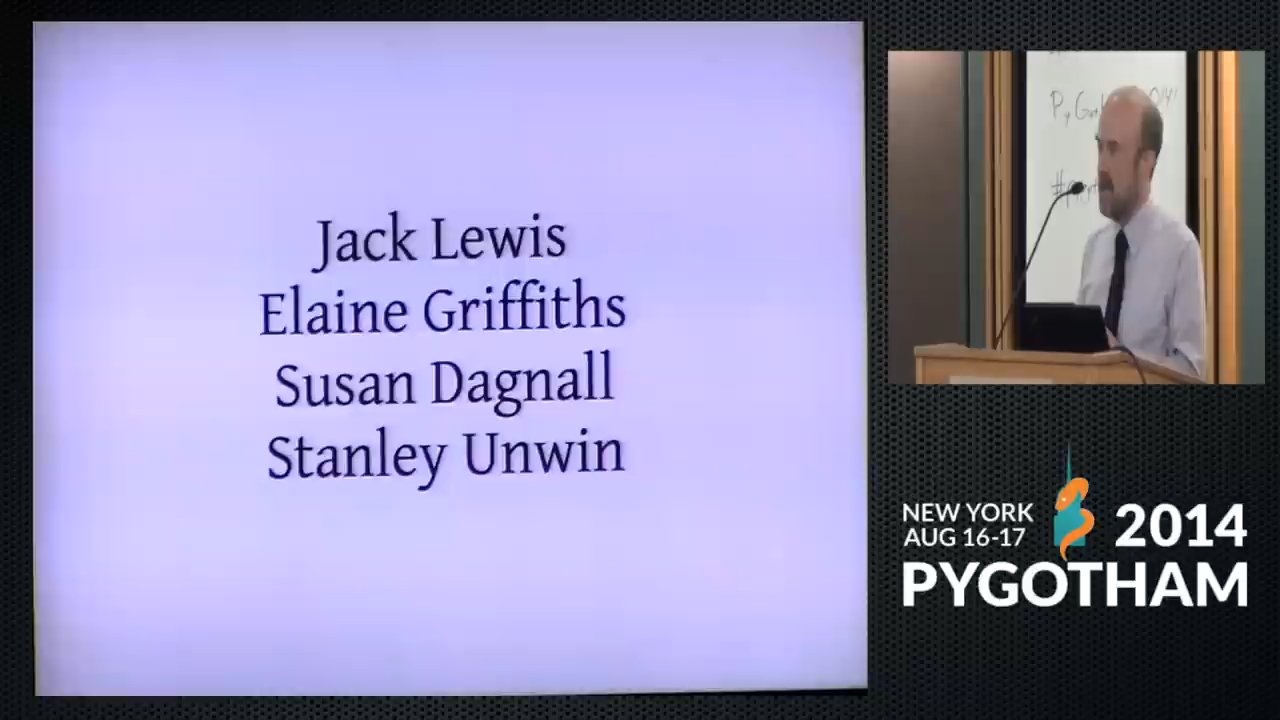 Jack Lewis
Elaine Griffiths
Susan Dagnall
Stanley Unwin
NEW YORK
AUG 16-17
2014
PYGOTHAM